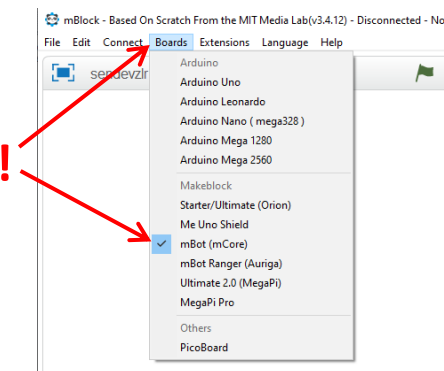 mBlock - Based On Scratch From the MIT Media Lab(v3.4.12) - Disconnected - No
File Edit Connect Boards Extensions Language Help
Arduino
Arduino Uno
Arduino Leonardo
Arduino Nano ( mega328 )
Arduino Mega 1280
Arduino Mega 2560
Makeblock
Starter/Ultimate (Orion)
Me Uno Shield
!
mBot (mCore)
mBot Ranger (Auriga)
Ultimate 2.0 (MegaPi)
MegaPi Pro
Others
PicoBoard